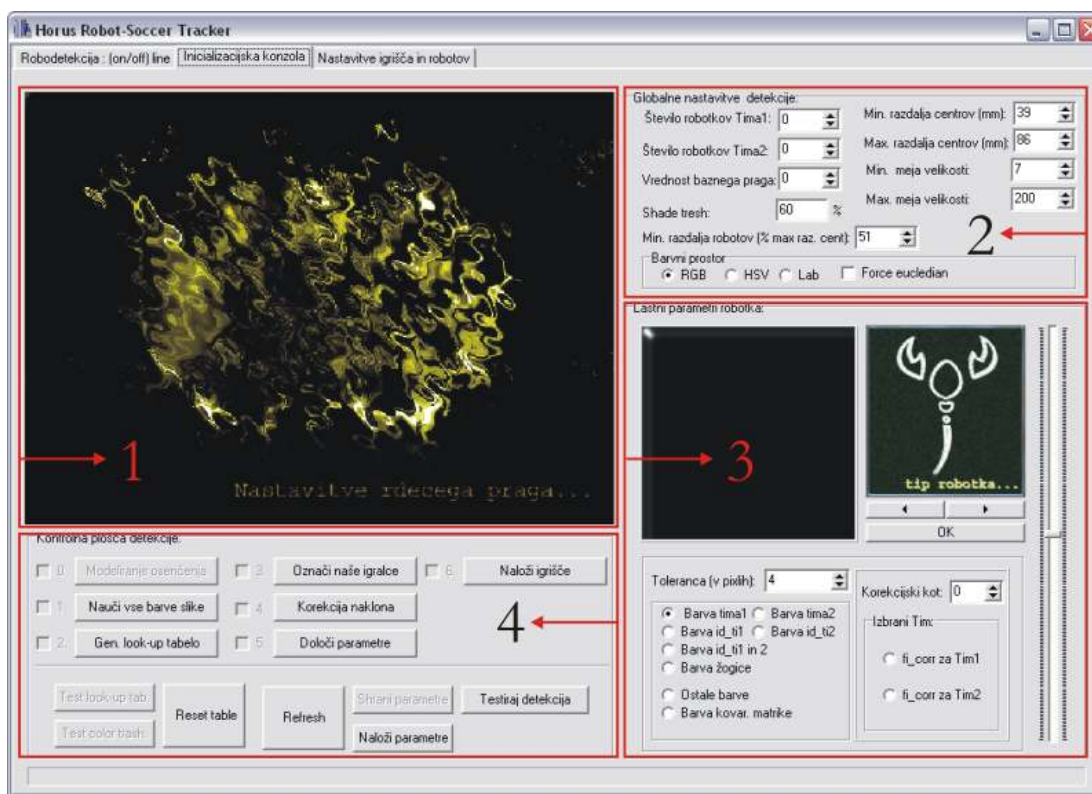 Horus Robot-Soccer Tracker
Robodetekcija : (on/off) line
Inicializacijska konzola
Nastavitve igrišča in robotov
1
Nastavitve rdecega praga...
Globalne nastavitve detekcije:
Število robotkov Tima1: 0
Min. razdalja centrov (mm): 39
Število robotkov Tima2: 0
Max. razdalja centrov (mm): 86
Vrednost baznega praga: 0
Min. meja velikosti: 7
Shade tresh: 60 %
Max. meja velikosti: 200
Min. razdalja robotov (% max raz. cent): 51
2
Barvni prostor
RGB HSV Lab Force eucledian
Lastni parametri robotka:
3
tip robotka...
OK
Toleranca (v pixlih): 4
Barva tima1 Barva tima2
Barva id_ti1 Barva id_ti2
Barva id_ti1 in 2
Barva žogice
Ostale barve
Barva kovar. matrike
Korekcijski kot: 0
Izbrani Tim:
fi_corr za Tim1
fi_corr za Tim2
Kontrolna plošča detekcije:
0. Modeliranje osenčenja
3. Označi naše igralce
6. Naloži igrišče
1. Nauči vse barve slike
4. Korekcija naklona
2. Gen. look-up tabelo
5. Določi parametre
4
Test look-up tab.
Test color trash.
Reset table
Refresh
Shrani parametre
Naloži parametre
Testiraj detekcija